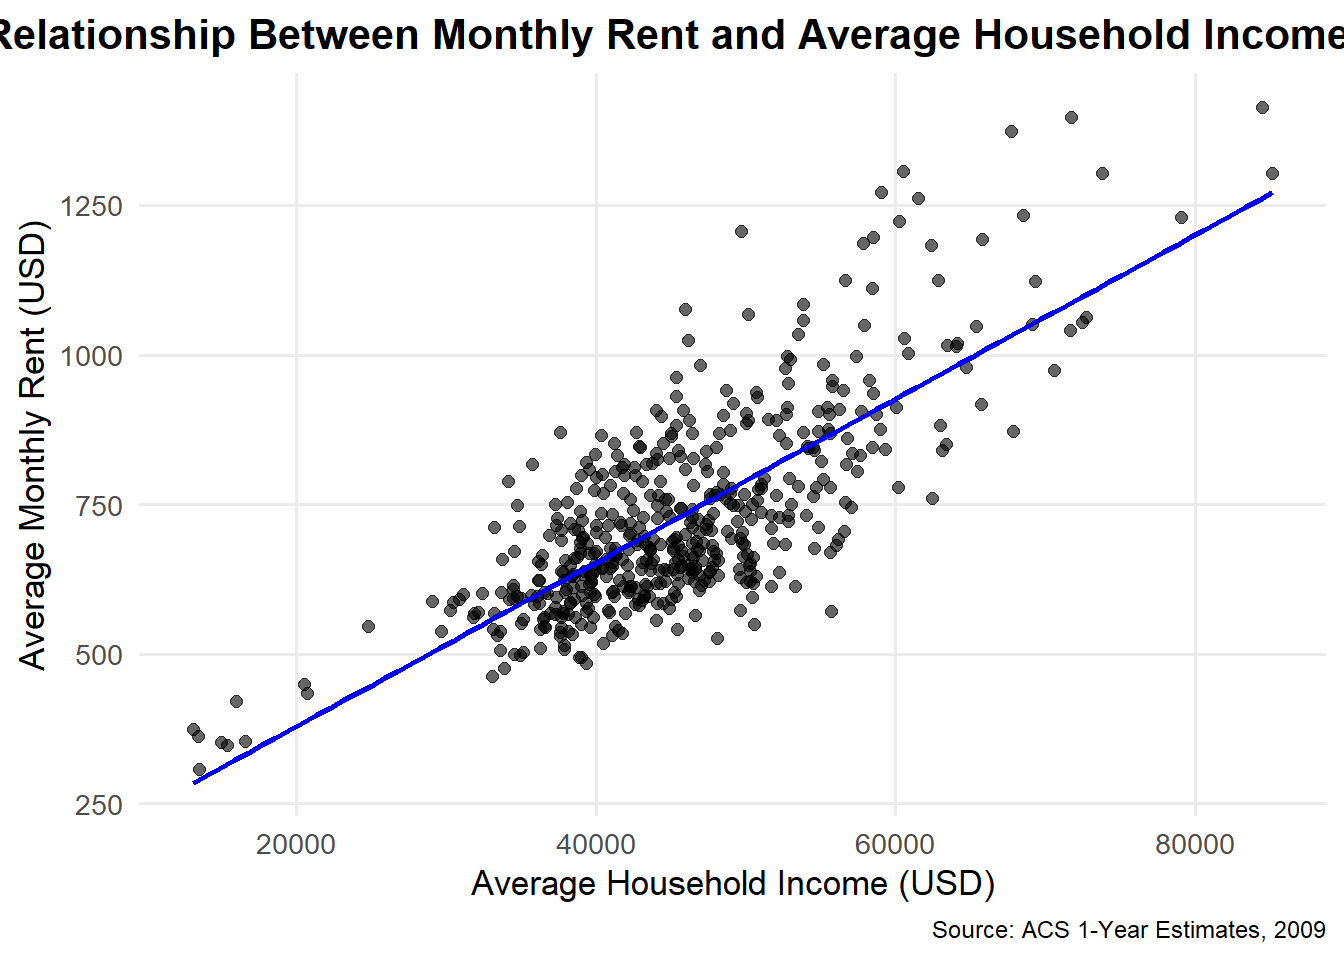 Relationship Between Monthly Rent and Average Household Income
Average Monthly Rent (USD)
1250
1000
750
500
250
20000 40000 60000 80000
Average Household Income (USD)
Source: ACS 1-Year Estimates, 2009